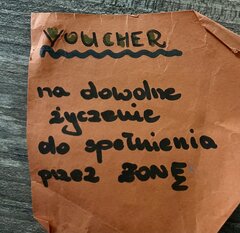 VOUCHER
na dowolne
życzenie
do spełnienia
przez ŻONĘ